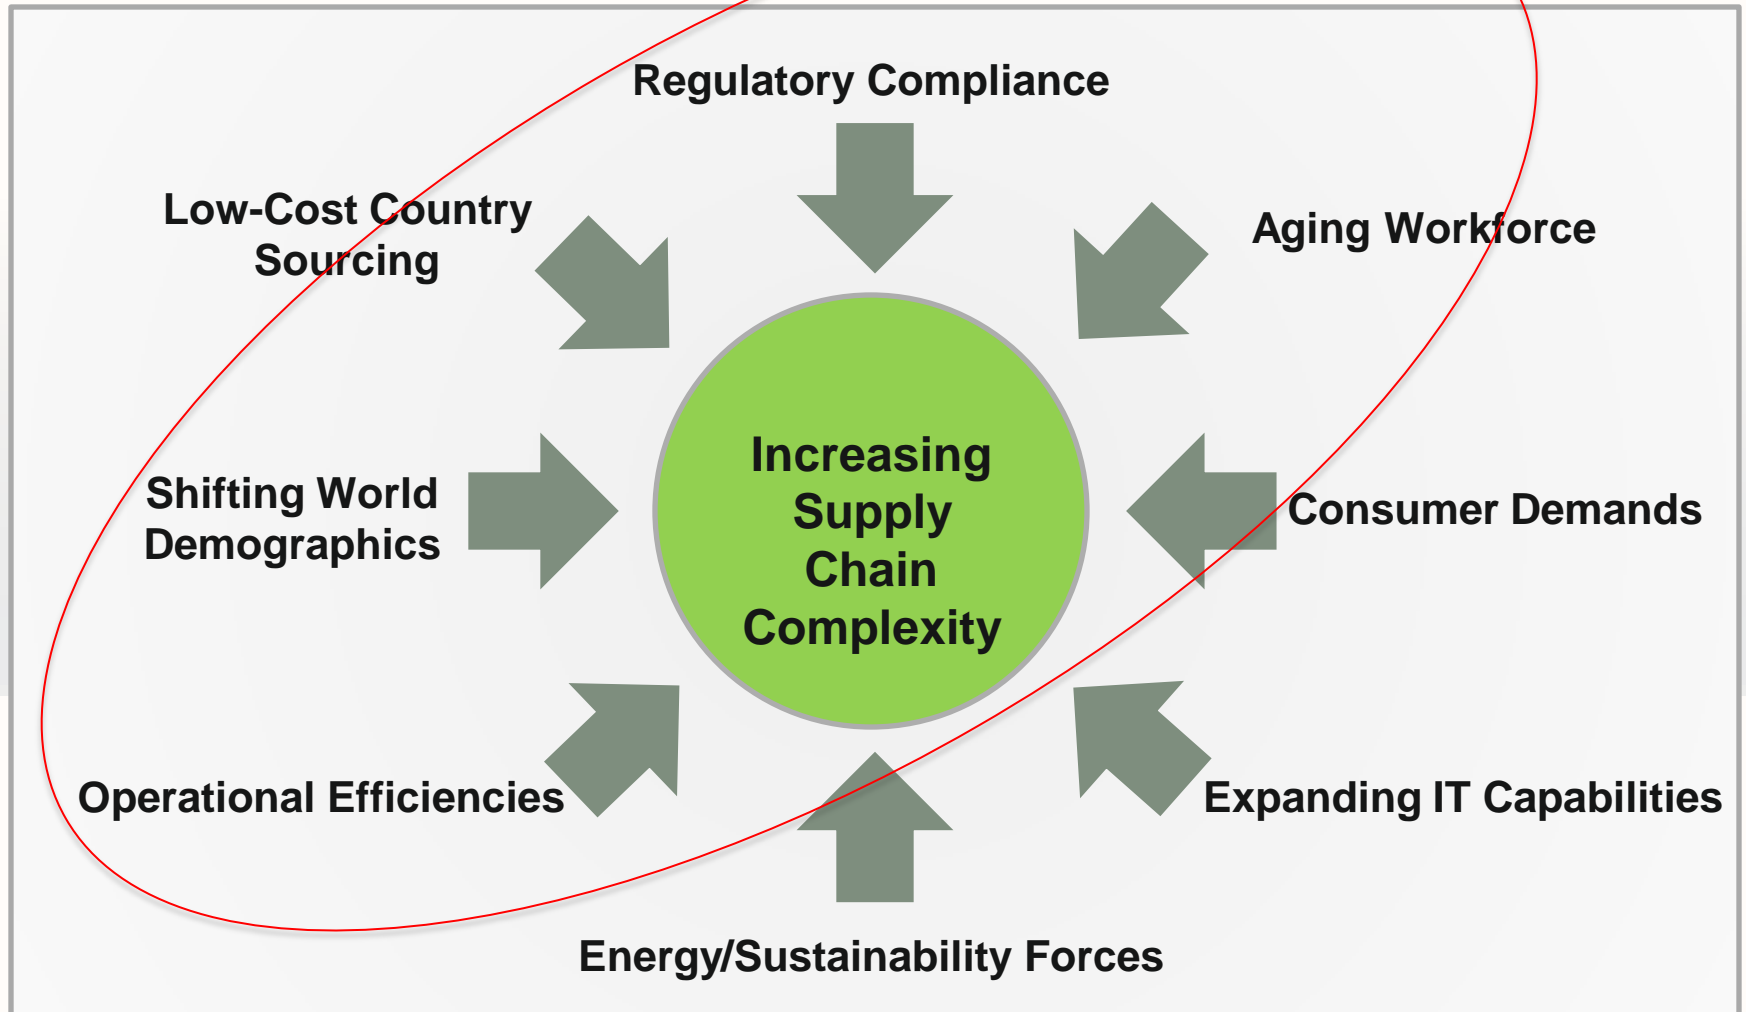 Regulatory Compliance
Low-Cost Country
Sourcing
Aging Workforce
Increasing
Supply
Chain
Complexity
Shifting World
Demographics
Consumer Demands
Operational Efficiencies
Expanding IT Capabilities
Energy/Sustainability Forces